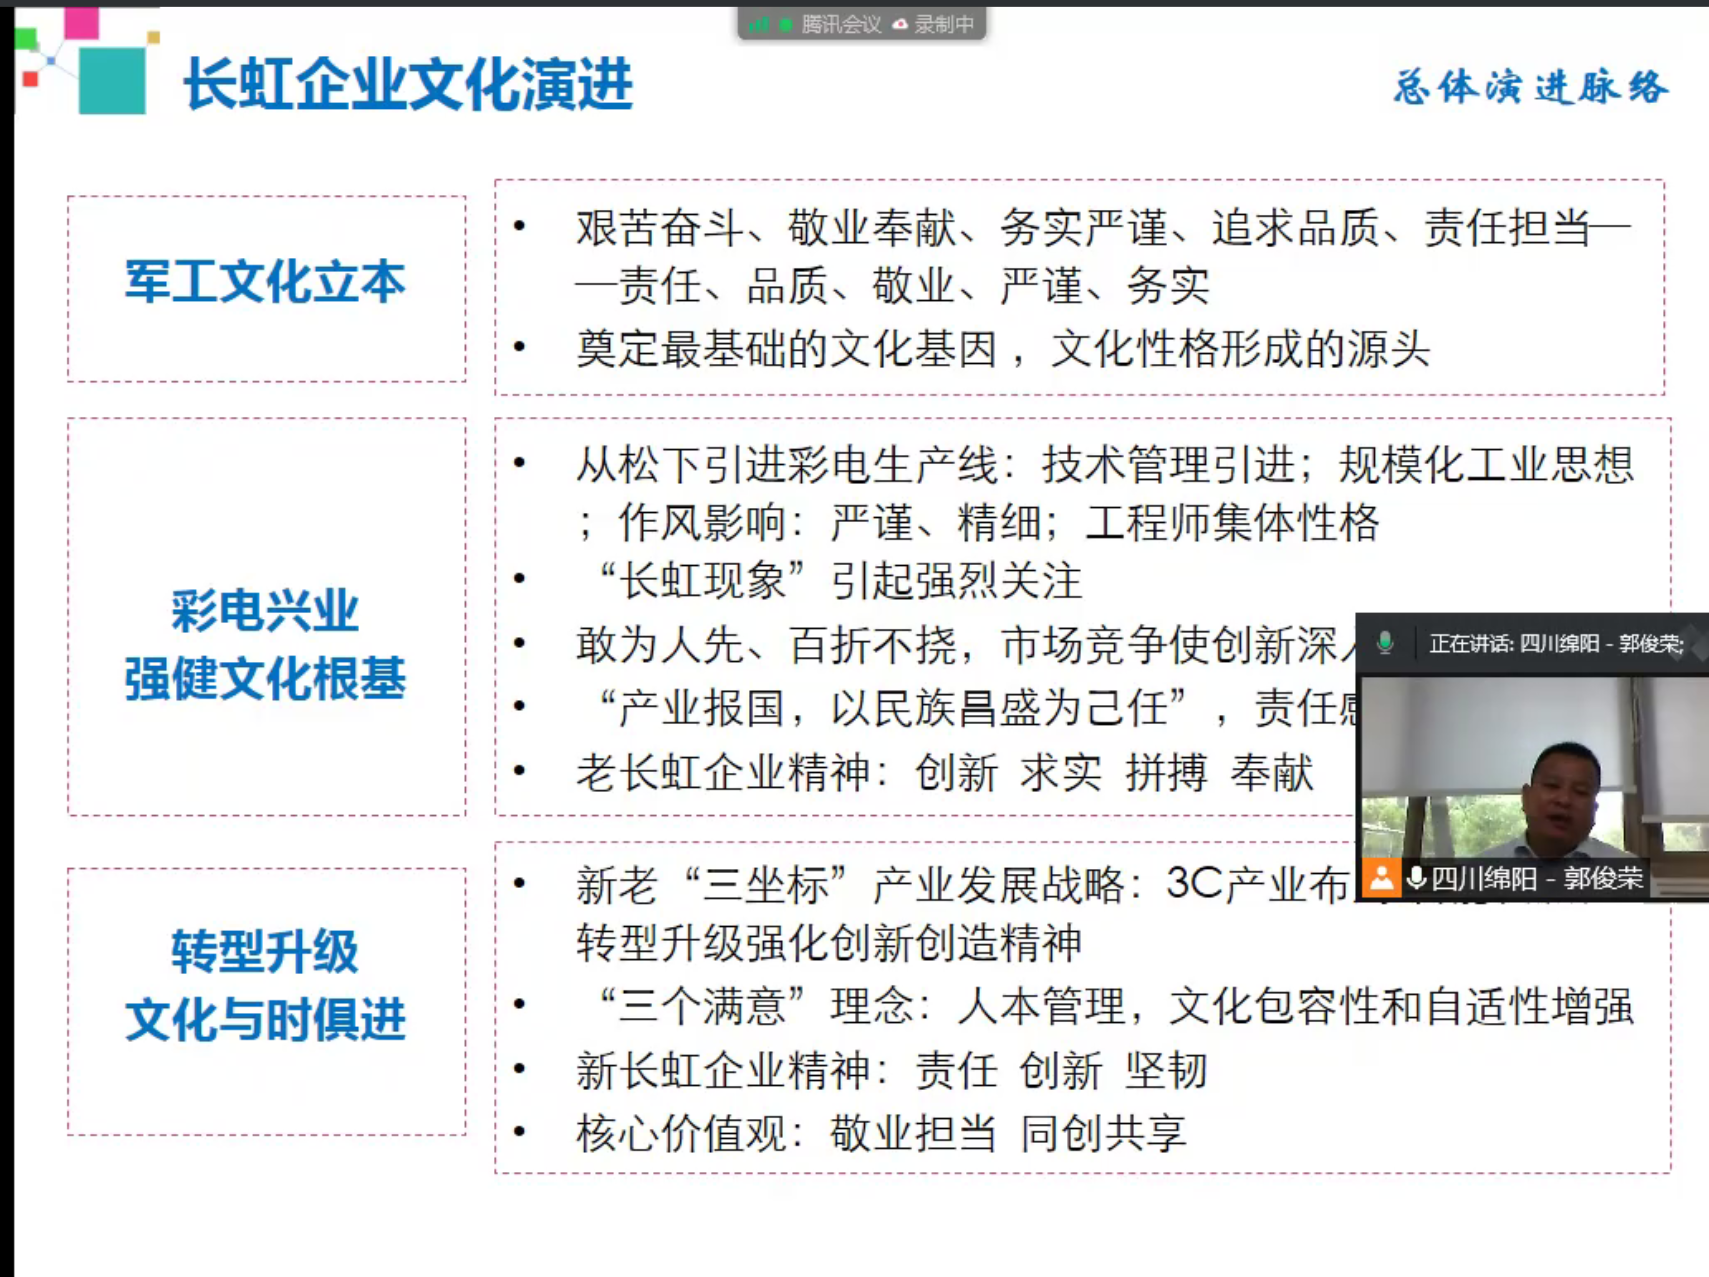 腾讯会议 录制中
长虹企业文化演进
总体演进脉络
军工文化立本
• 艰苦奋斗、敬业奉献、务实严谨、追求品质、责任担当—
—责任、品质、敬业、严谨、务实
• 奠定最基础的文化基因，文化性格形成的源头
彩电兴业
强健文化根基
• 从松下引进彩电生产线：技术管理引进；规模化工业思想
；作风影响：严谨、精细；工程师集体性格
• “长虹现象”引起强烈关注
• 敢为人先、百折不挠，市场竞争使创新深
• “产业报国，以民族昌盛为己任”，责任
• 老长虹企业精神：创新 求实 拼搏 奉献
正在讲话: 四川绵阳 - 郭俊荣;
四川绵阳 - 郭俊荣
转型升级
文化与时俱进
• 新老“三坐标”产业发展战略：3C产业布
转型升级强化创新创造精神
• “三个满意”理念：人本管理，文化包容性和自适性增强
• 新长虹企业精神：责任 创新 坚韧
• 核心价值观：敬业担当 同创共享